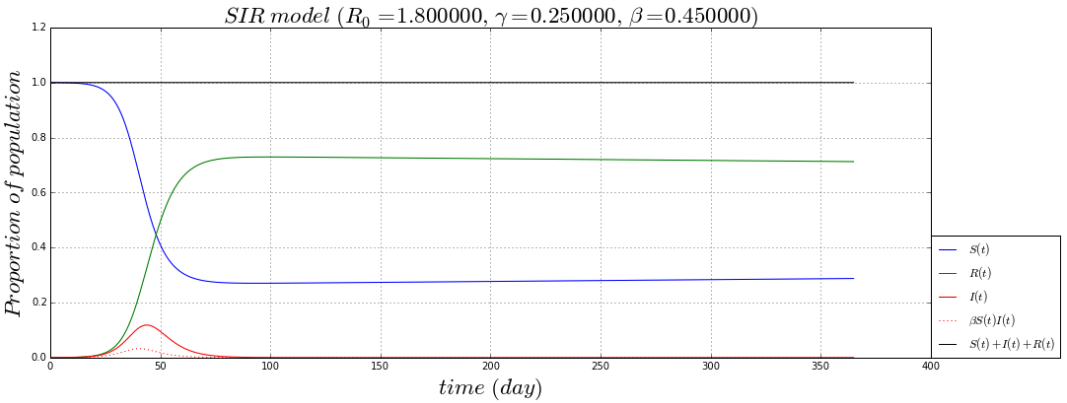 SIR model (R₀ =1.800000, γ=0.250000, β=0.450000)
Proportion of population
1.2
1.0
0.8
0.6
0.4
0.2
0.0
0 50 100 150 200 250 300 350 400
time (day)
S(t)
R(t)
I(t)
βS(t)I(t)
S(t)+I(t)+R(t)